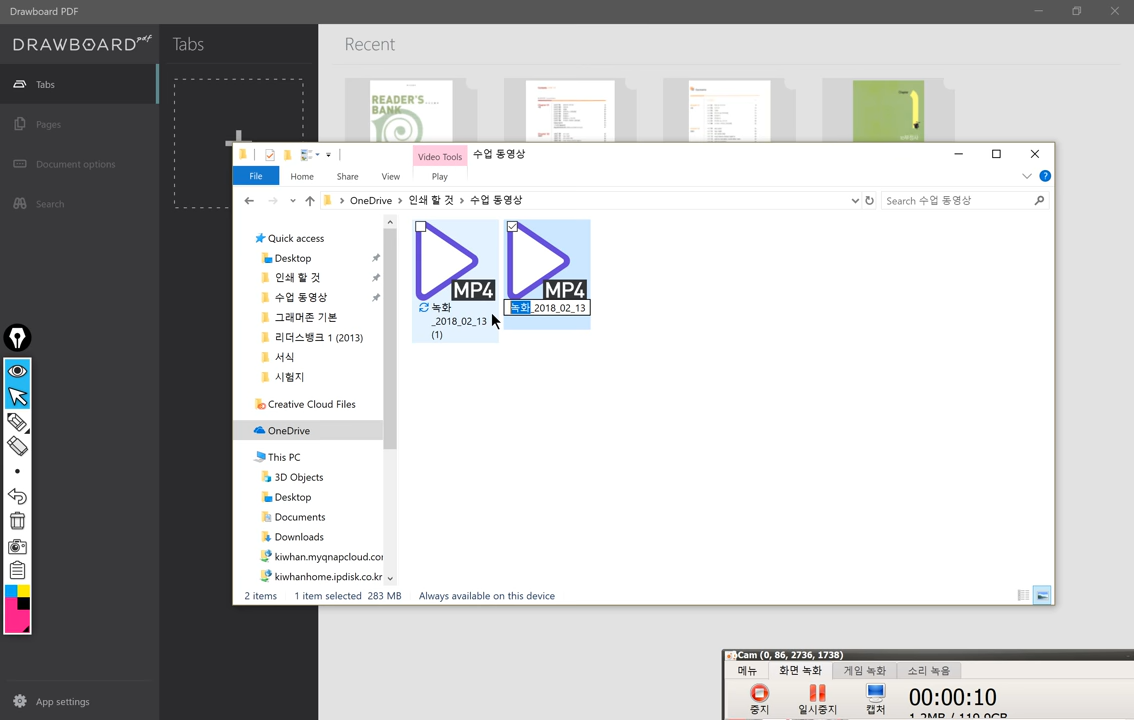 Drawboard PDF
DRAWBOARD pdf
Tabs
Recent
Tabs
Pages
Document options
Search
App settings
READER'S
BANK
Video Tools
수업 동영상
File
Home
Share
View
Play
OneDrive
인쇄 할 것
수업 동영상
Search 수업 동영상
Quick access
Desktop
인쇄 할 것
수업 동영상
그래머존 기본
리더스뱅크 1 (2013)
서식
시험지
Creative Cloud Files
OneDrive
This PC
3D Objects
Desktop
Documents
Downloads
kiwhan.myqnapcloud.co
kiwhanhome.ipdisk.co.kr
MP4
녹화
_2018_02_13
(1)
MP4
녹화_2018_02_13
2 items
1 item selected 283 MB
Always available on this device
oCam (0, 86, 2736, 1738)
메뉴
화면 녹화
게임 녹화
소리 녹음
중지
일시중지
캡처
00:00:10
1.2MB / 110.9GB